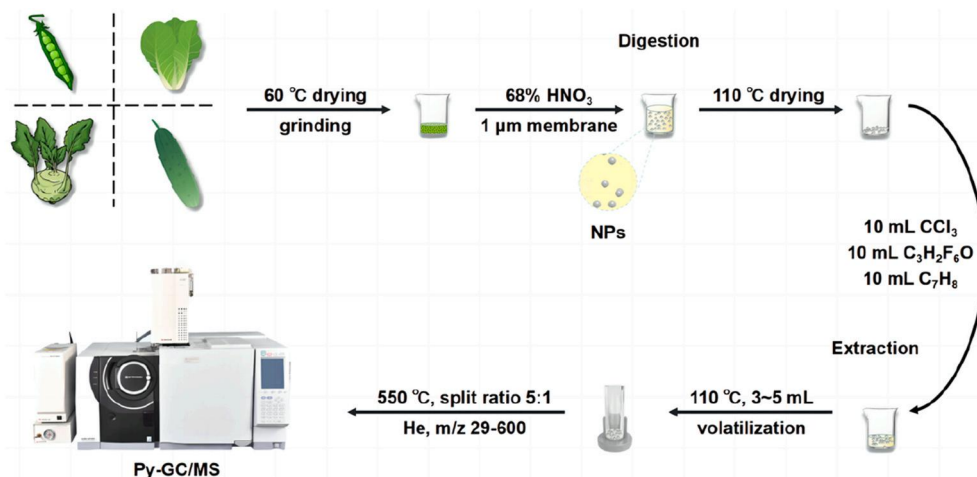 Digestion
60 ℃ drying
grinding
68% HNO₃
1 μm membrane
110 ℃ drying
NPs
10 mL CCl₃
10 mL C₃H₂F₆O
10 mL C₇H₈
Extraction
110 ℃, 3~5 mL
volatilization
550 ℃, split ratio 5:1
He, m/z 29-600
Py-GC/MS